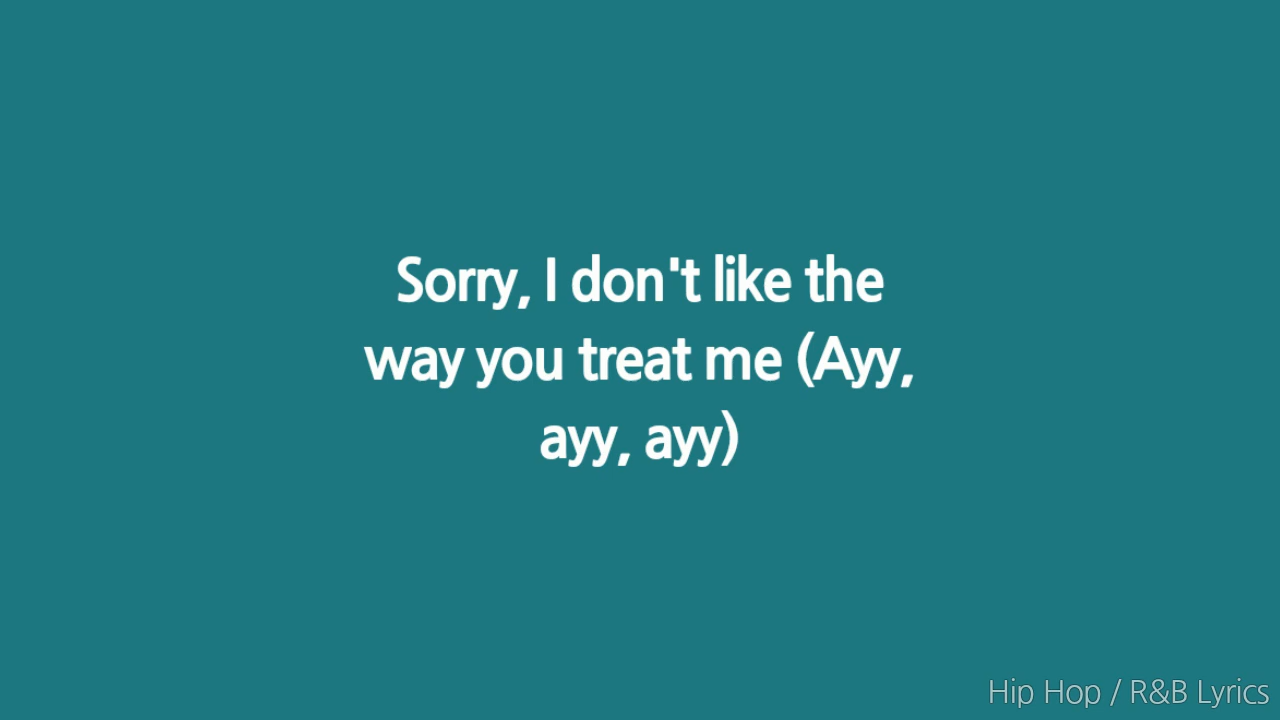 Sorry, I don't like the
way you treat me (Ayy,
ayy, ayy)
Hip Hop / R&B Lyrics